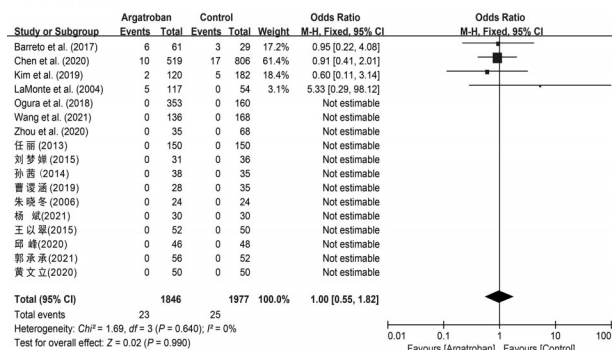 Argatroban Control Odds Ratio Odds Ratio
Study or Subgroup Events Total Events Total Weight M-H. Fixed. 95% CI M-H. Fixed. 95% CI
Barreto et al. (2017) 6 61 3 29 17.2% 0.95 [0.22, 4.08]
Chen et al. (2020) 10 519 17 806 61.4% 0.91 [0.41, 2.01]
Kim et al. (2019) 2 120 5 182 18.4% 0.60 [0.11, 3.14]
LaMonte et al. (2004) 5 117 0 54 3.1% 5.33 [0.29, 98.12]
Ogura et al. (2018) 0 353 0 160 Not estimable
Wang et al. (2021) 0 136 0 168 Not estimable
Zhou et al. (2020) 0 35 0 68 Not estimable
任 丽 (2013) 0 150 0 150 Not estimable
刘 梦 婵 (2015) 0 31 0 36 Not estimable
孙 茜 (2014) 0 38 0 35 Not estimable
曹 谡 涵 (2019) 0 28 0 35 Not estimable
朱 晓 冬 (2006) 0 24 0 24 Not estimable
杨 斌 (2021) 0 30 0 30 Not estimable
王 以 翠 (2015) 0 52 0 50 Not estimable
邱 峰 (2020) 0 46 0 48 Not estimable
郭 承 承 (2021) 0 56 0 52 Not estimable
黄 文 立 (2020) 0 50 0 50 Not estimable
Total (95% CI) 1846 1977 100.0% 1.00 [0.55, 1.82]
Total events 23 25
Heterogeneity: Chi² = 1.69, df = 3 (P = 0.640); I² = 0%
Test for overall effect: Z = 0.02 (P = 0.990)
0.01 0.1 1 10 100
Favours [Argatroban] Favours [Control]